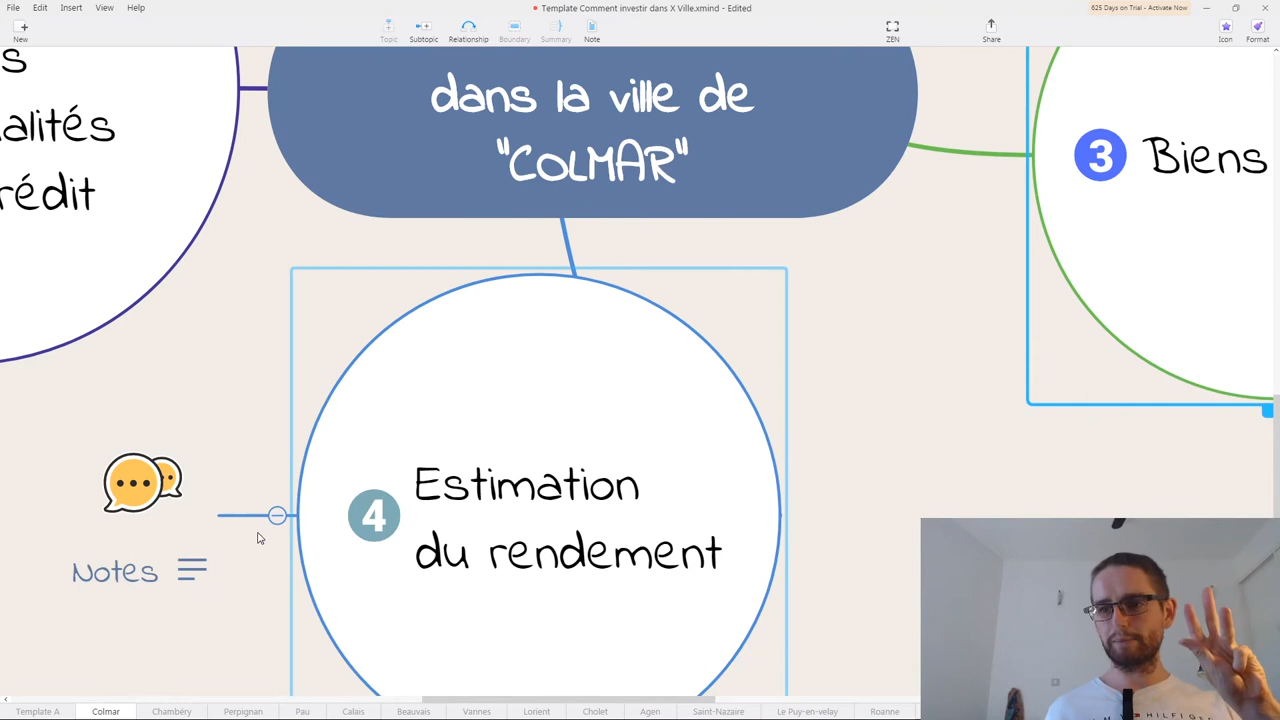 File Edit Insert View Help
Template Comment investir dans X Ville.xmind - Edited
625 Days on Trial - Activate Now
New
Topic
Subtopic
Relationship
Boundary
Summary
Note
ZEN
Share
Icon
Format
s
alités
rédit
dans la ville de
"COLMAR"
3 Biens
4 Estimation
du rendement
Notes
HILFIGER
Template A
Colmar
Chambéry
Perpignan
Pau
Calais
Beauvais
Vannes
Lorient
Cholet
Agen
Saint-Nazaire
Le Puy-en-velay
Roanne